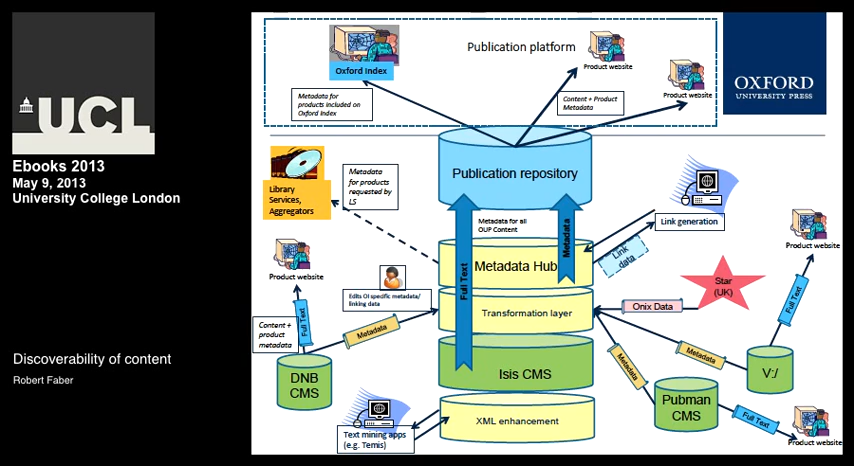 UCL
Ebooks 2013
May 9, 2013
University College London
Discoverability of content
Robert Faber
Publication platform
Oxford Index
Product website
Product website
OXFORD
UNIVERSITY PRESS
Metadata for
products included on
Oxford Index
Content + Product
Metadata
Publication repository
Library
Services,
Aggregators
Metadata
for products
requested by
LS
Metadata for all
OUP Content
Full Text
Metadata
Link generation
Link
data
Metadata Hub
Product website
Product website
Edits OI specific metadata/
linking data
Star
(UK)
Onix Data
Transformation layer
Full Text
Full Text
Content +
product
metadata
Metadata
Metadata
Metadata
DNB
CMS
Isis CMS
V:/
Pubman
CMS
Full Text
Product website
XML enhancement
Text mining apps
(e.g. Temis)